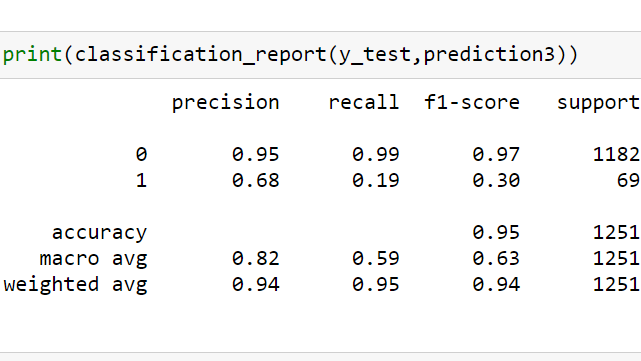 print(classification_report(y_test,prediction3))
precision recall f1-score support
0 0.95 0.99 0.97 1182
1 0.68 0.19 0.30 69
accuracy 0.95 1251
macro avg 0.82 0.59 0.63 1251
weighted avg 0.94 0.95 0.94 1251